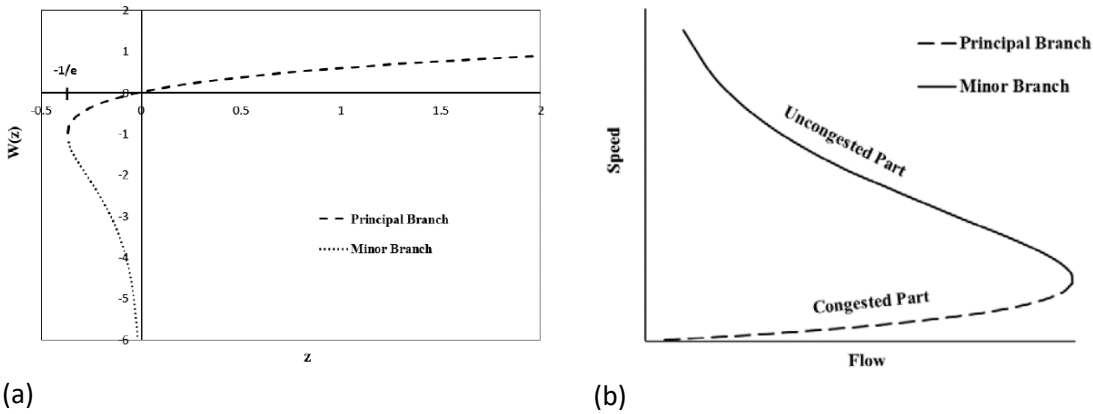 2
1
-1/e
0
-0.5
0
0.5
1
1.5
2
-1
-2
-3
-4
-5
-6
W(z)
z
Principal Branch
Minor Branch
(a)
Principal Branch
Minor Branch
Uncongested Part
Congested Part
Speed
Flow
(b)